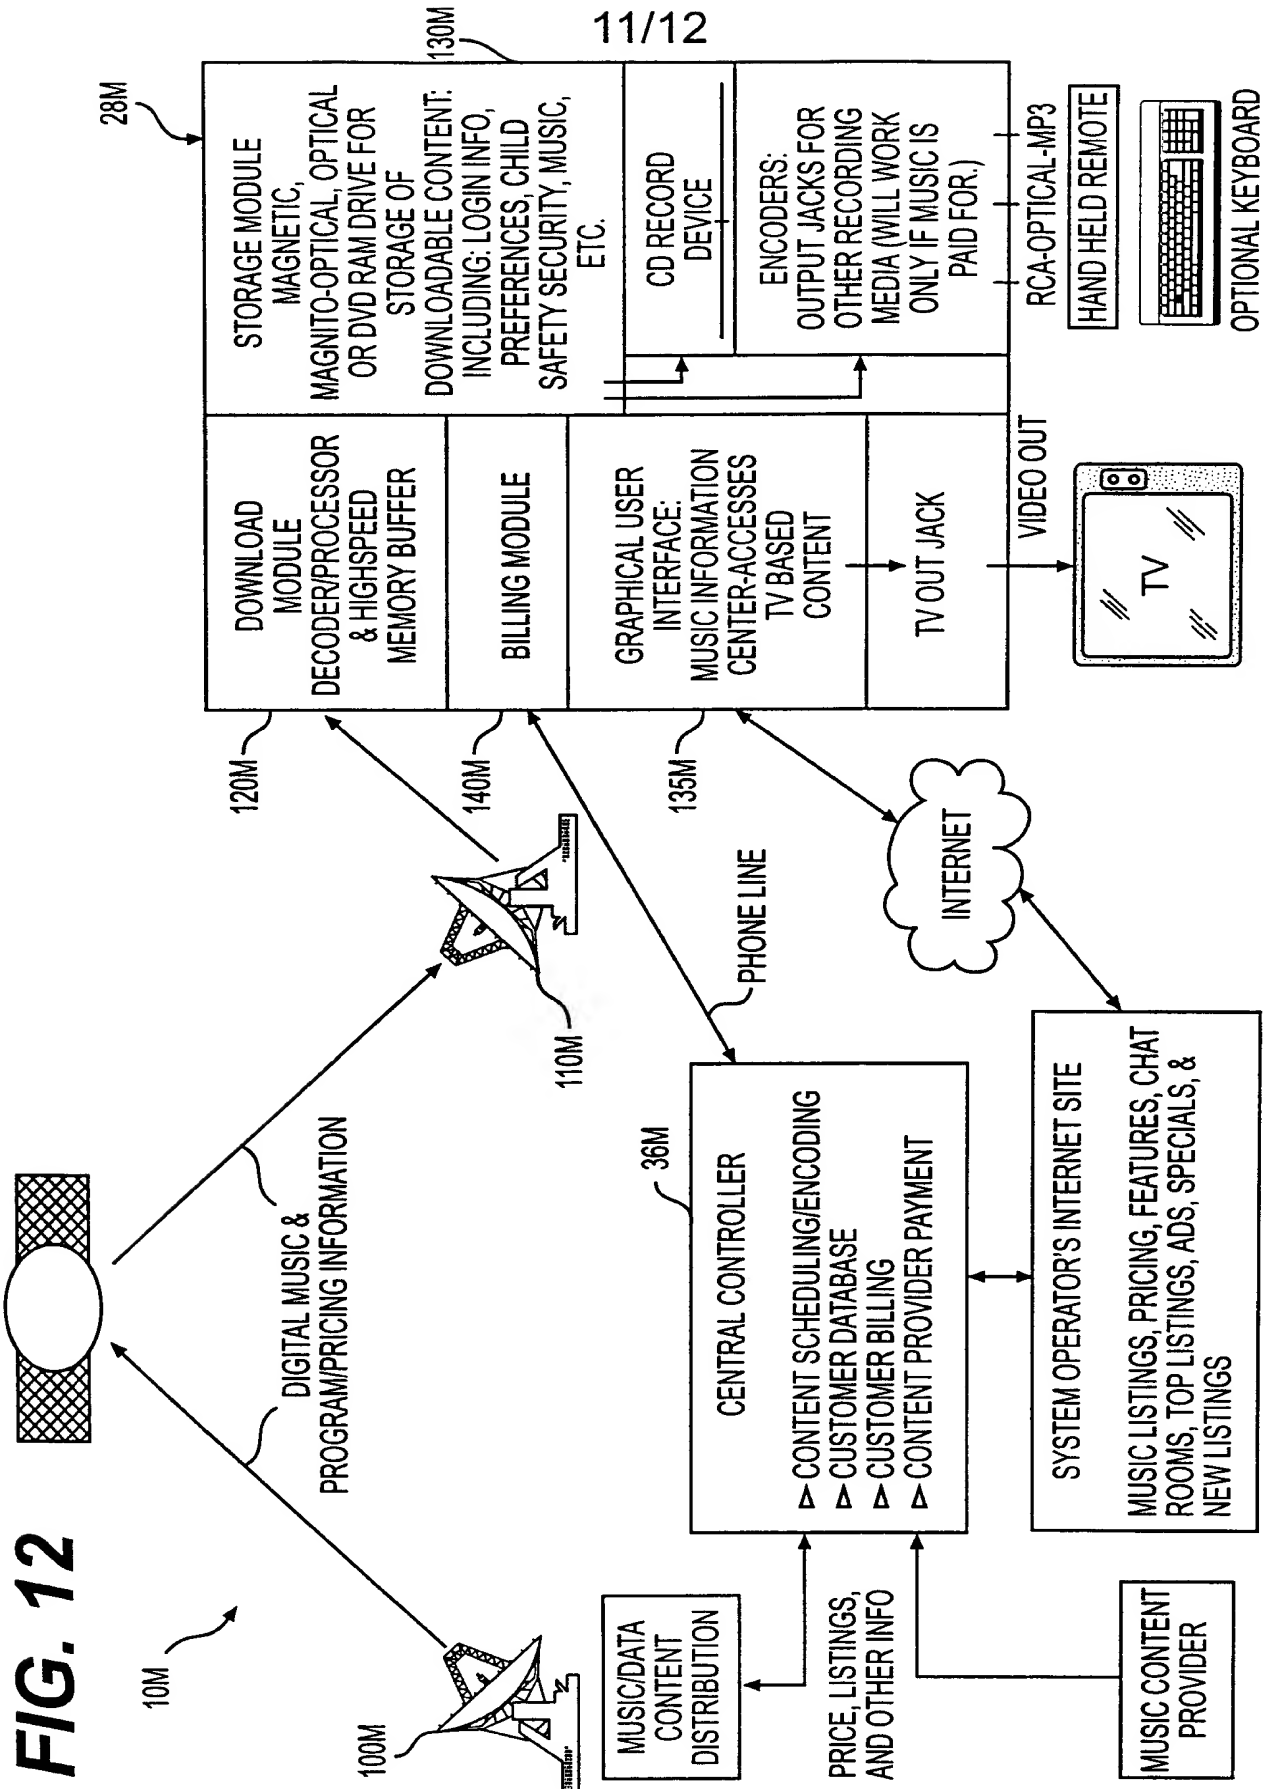 11/12
FIG. 12
10M
100M
DIGITAL MUSIC &
PROGRAM/PRICING INFORMATION
110M
28M
120M
DOWNLOAD
MODULE
DECODER/PROCESSOR
& HIGHSPEED
MEMORY BUFFER
140M
BILLING MODULE
135M
GRAPHICAL USER
INTERFACE:
MUSIC INFORMATION
CENTER-ACCESSES
TV BASED
CONTENT
TV OUT JACK
VIDEO OUT
TV
130M
STORAGE MODULE
MAGNETIC,
MAGNITO-OPTICAL, OPTICAL
OR DVD RAM DRIVE FOR
STORAGE OF
DOWNLOADABLE CONTENT:
INCLUDING: LOGIN INFO,
PREFERENCES, CHILD
SAFETY SECURITY, MUSIC,
ETC.
CD RECORD
DEVICE
ENCODERS:
OUTPUT JACKS FOR
OTHER RECORDING
MEDIA (WILL WORK
ONLY IF MUSIC IS
PAID FOR.)
RCA-OPTICAL-MP3
HAND HELD REMOTE
OPTIONAL KEYBOARD
PHONE LINE
INTERNET
36M
CENTRAL CONTROLLER
▷ CONTENT SCHEDULING/ENCODING
▷ CUSTOMER DATABASE
▷ CUSTOMER BILLING
▷ CONTENT PROVIDER PAYMENT
MUSIC/DATA
CONTENT
DISTRIBUTION
PRICE, LISTINGS,
AND OTHER INFO
MUSIC CONTENT
PROVIDER
SYSTEM OPERATOR'S INTERNET SITE
MUSIC LISTINGS, PRICING, FEATURES, CHAT
ROOMS, TOP LISTINGS, ADS, SPECIALS, &
NEW LISTINGS